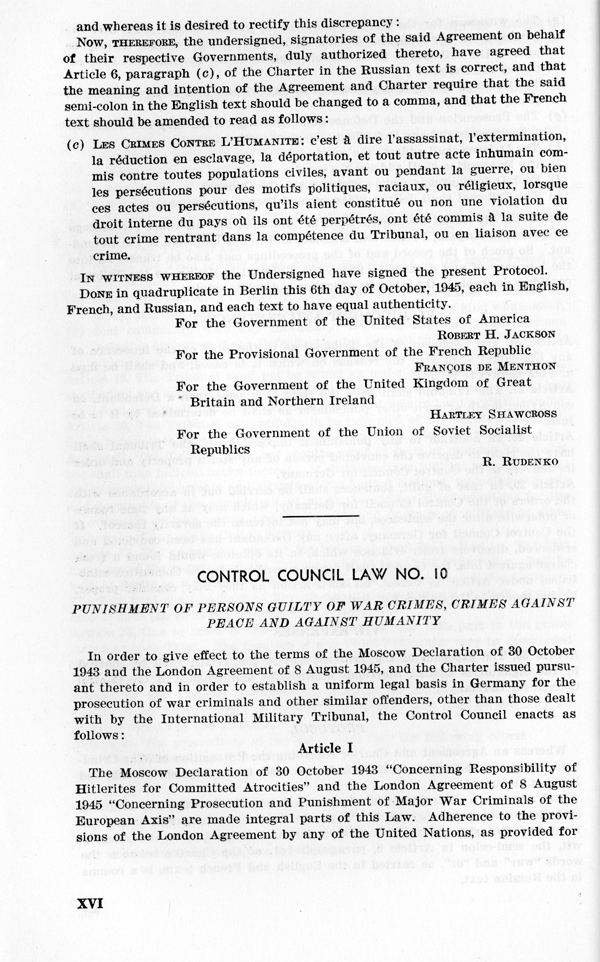 and whereas it is desired to rectify this discrepancy:
Now, THEREFORE, the undersigned, signatories of the said Agreement on behalf
of their respective Governments, duly authorized thereto, have agreed that
Article 6, paragraph (c), of the Charter in the Russian text is correct, and that
the meaning and intention of the Agreement and Charter require that the said
semi-colon in the English text should be changed to a comma, and that the French
text should be amended to read as follows:
(c) LES CRIMES CONTRE L'HUMANITE: c'est à dire l'assassinat, l'extermination,
la réduction en esclavage, la déportation, et tout autre acte inhumain com-
mis contre toutes populations civiles, avant ou pendant la guerre, ou bien
les persécutions pour des motifs politiques, raciaux, ou réligieux, lorsque
ces actes ou persécutions, qu'ils aient constitué ou non une violation du
droit interne du pays où ils ont été perpétrés, ont été commis à la suite de
tout crime rentrant dans la compétence du Tribunal, ou en liaison avec ce
crime.
IN WITNESS WHEREOF the Undersigned have signed the present Protocol.
DONE in quadruplicate in Berlin this 6th day of October, 1945, each in English,
French, and Russian, and each text to have equal authenticity.
For the Government of the United States of America
ROBERT H. JACKSON
For the Provisional Government of the French Republic
FRANÇOIS DE MENTHON
For the Government of the United Kingdom of Great
Britain and Northern Ireland
HARTLEY SHAWCROSS
For the Government of the Union of Soviet Socialist
Republics
R. RUDENKO
CONTROL COUNCIL LAW NO. 10
PUNISHMENT OF PERSONS GUILTY OF WAR CRIMES, CRIMES AGAINST
PEACE AND AGAINST HUMANITY
In order to give effect to the terms of the Moscow Declaration of 30 October
1943 and the London Agreement of 8 August 1945, and the Charter issued pursu-
ant thereto and in order to establish a uniform legal basis in Germany for the
prosecution of war criminals and other similar offenders, other than those dealt
with by the International Military Tribunal, the Control Council enacts as
follows:
Article I
The Moscow Declaration of 30 October 1943 "Concerning Responsibility of
Hitlerites for Committed Atrocities" and the London Agreement of 8 August
1945 "Concerning Prosecution and Punishment of Major War Criminals of the
European Axis" are made integral parts of this Law. Adherence to the provi-
sions of the London Agreement by any of the United Nations, as provided for
XVI